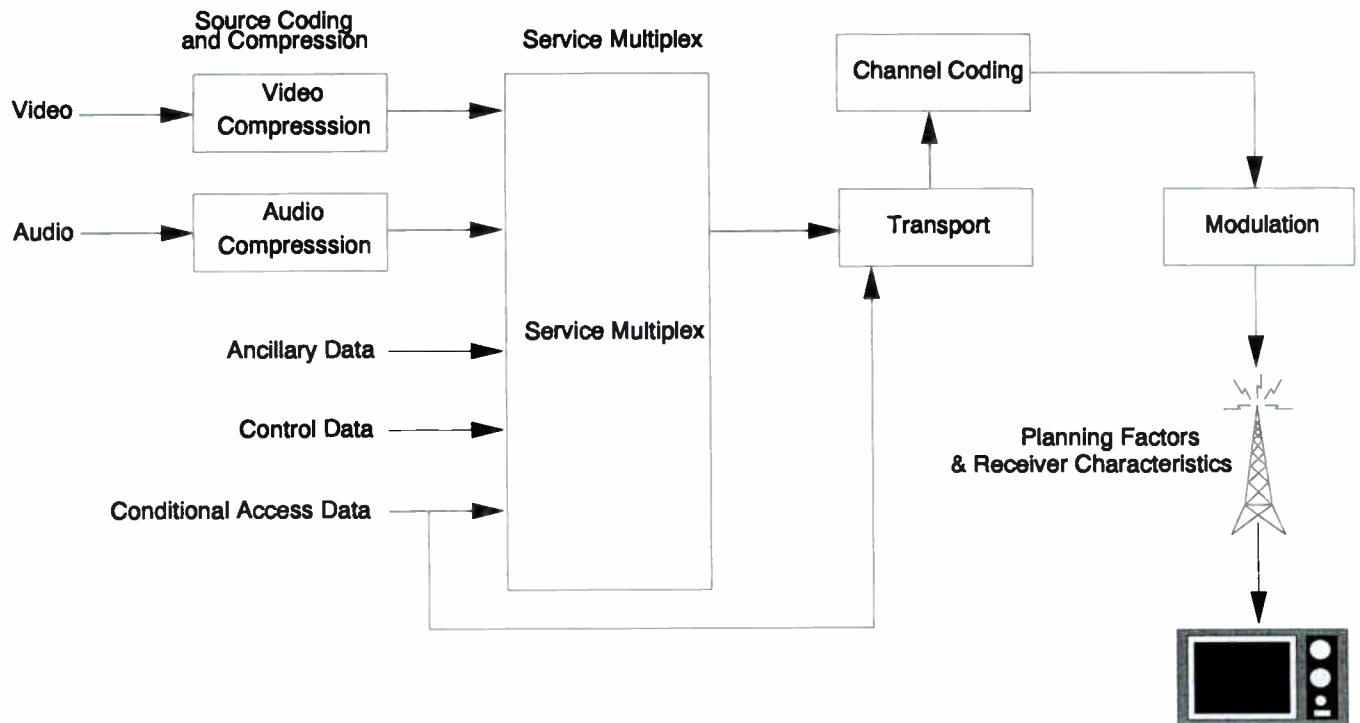 Source Coding
and Compression
Service Multiplex
Video
Video
Compresssion
Audio
Audio
Compresssion
Service Multiplex
Ancillary Data
Control Data
Conditional Access Data
Channel Coding
Transport
Modulation
Planning Factors
& Receiver Characteristics